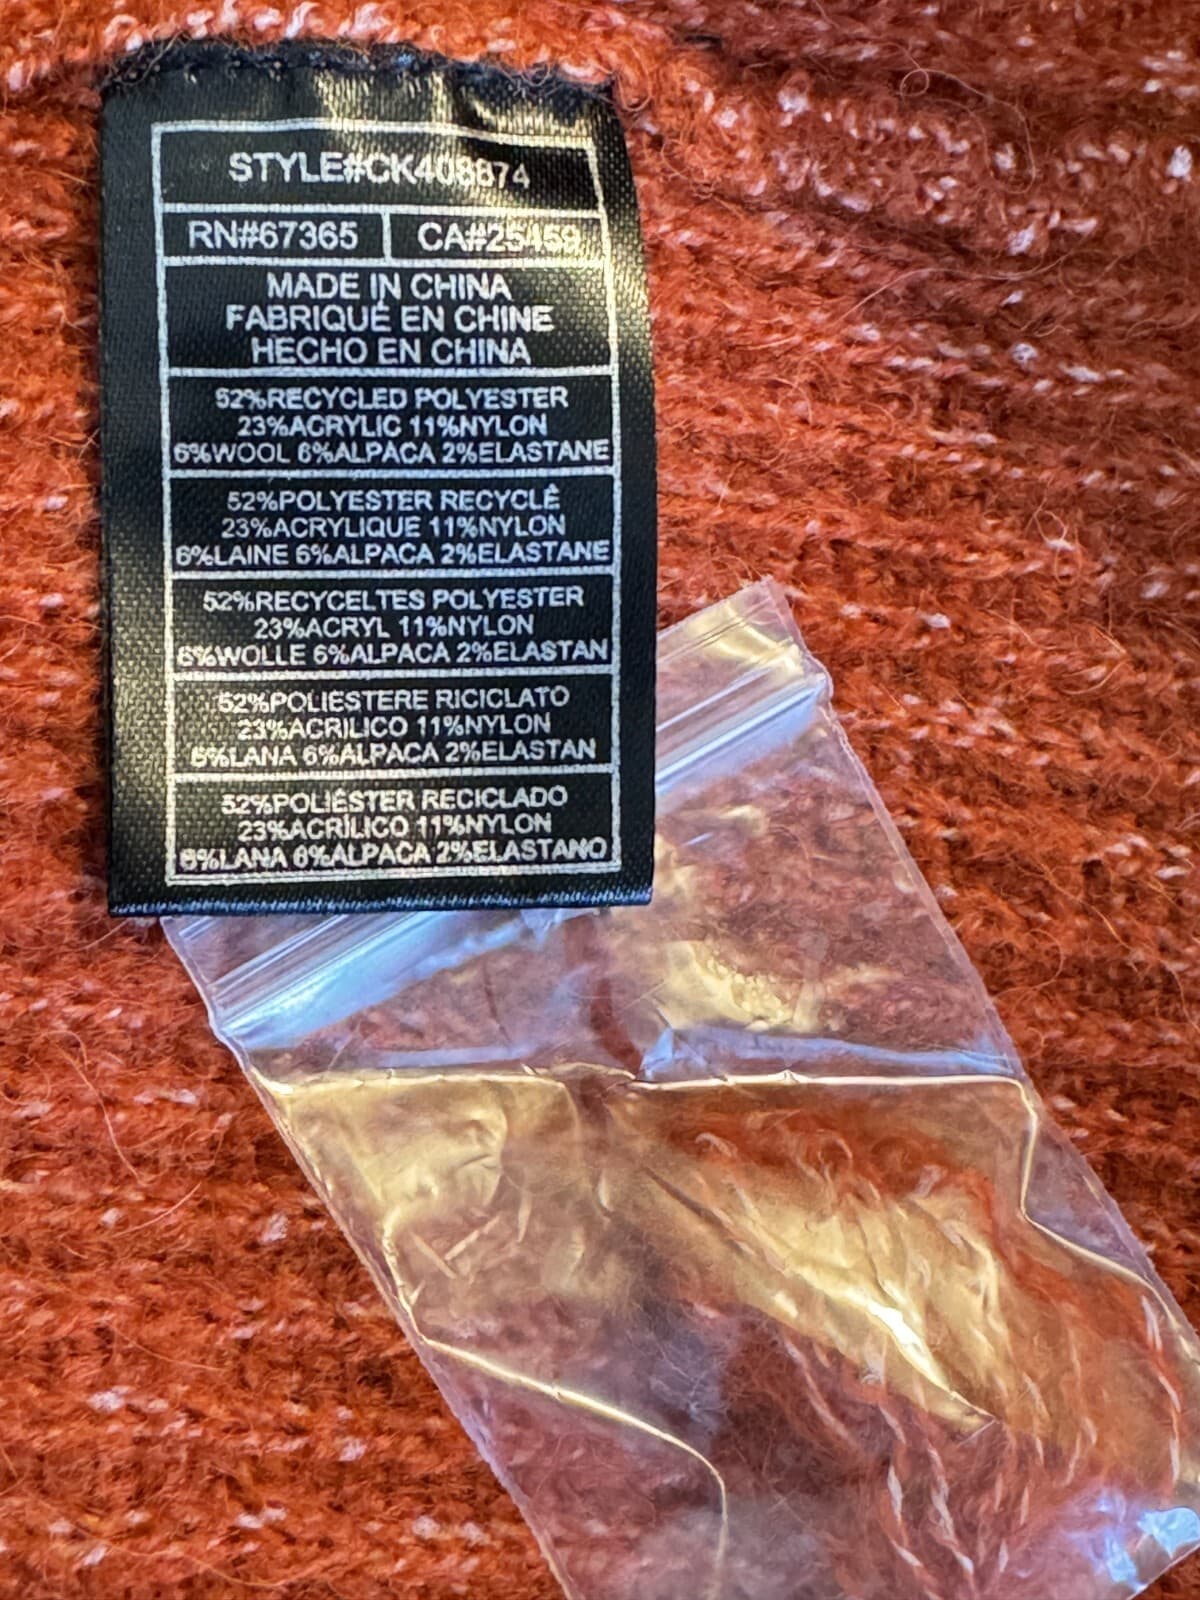 STYLE#CK408874
RN#67365 CA#25459
MADE IN CHINA
FABRIQUÉ EN CHINE
HECHO EN CHINA
52%RECYCLED POLYESTER
23%ACRYLIC 11%NYLON
6%WOOL 6%ALPACA 2%ELASTANE
52%POLYESTER RECYCLÊ
23%ACRYLIQUE 11%NYLON
6%LAINE 6%ALPACA 2%ELASTANE
52%RECYCELTES POLYESTER
23%ACRYL 11%NYLON
6%WOLLE 6%ALPACA 2%ELASTAN
52%POLIESTERE RICICLATO
23%ACRILICO 11%NYLON
6%LANA 6%ALPACA 2%ELASTAN
52%POLIÉSTER RECICLADO
23%ACRÍLICO 11%NYLON
6%LANA 6%ALPACA 2%ELASTANO